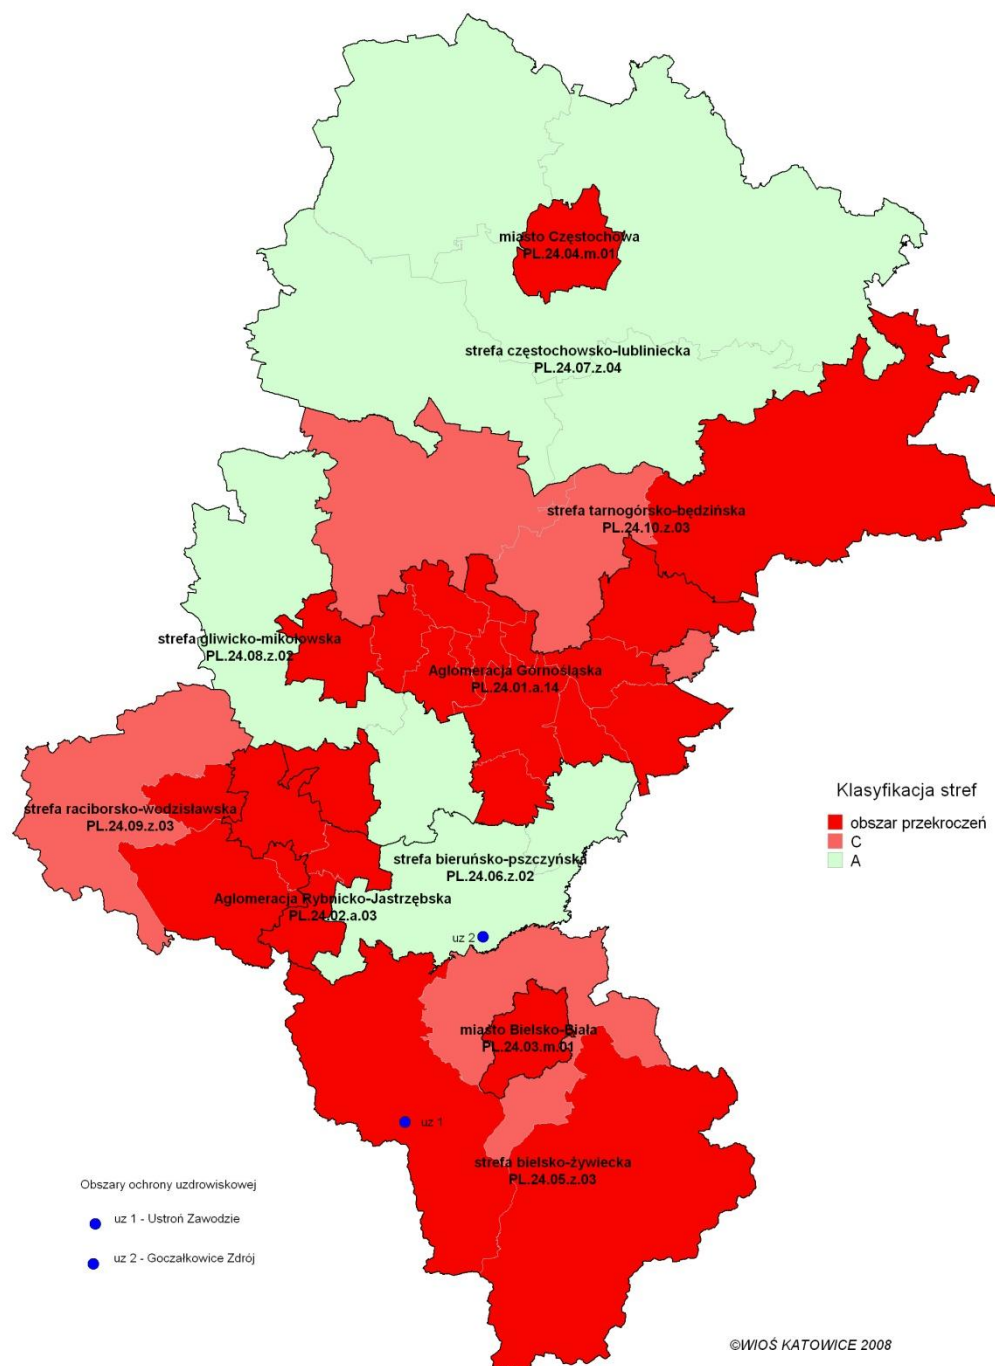 miasto Częstochowa
PL.24.04.m.01
strefa częstochowsko-lubliniecka
PL.24.07.z.04
strefa tarnogórsko-będzińska
PL.24.10.z.03
strefa gliwicko-mikołowska
PL.24.08.z.02
Aglomeracja Górnośląska
PL.24.01.a.14
strefa raciborsko-wodzisławska
PL.24.09.z.03
Klasyfikacja stref
obszar przekroczeń
C
A
strefa bieruńsko-pszczyńska
PL.24.06.z.02
Aglomeracja Rybnicko-Jastrzębska
PL.24.02.a.03
uz 2
miasto Bielsko-Biała
PL.24.03.m.01
uz 1
strefa bielsko-żywiecka
PL.24.05.z.03
Obszary ochrony uzdrowiskowej
uz 1 - Ustroń Zawodzie
uz 2 - Goczałkowice Zdrój
©WIOŚ KATOWICE 2008